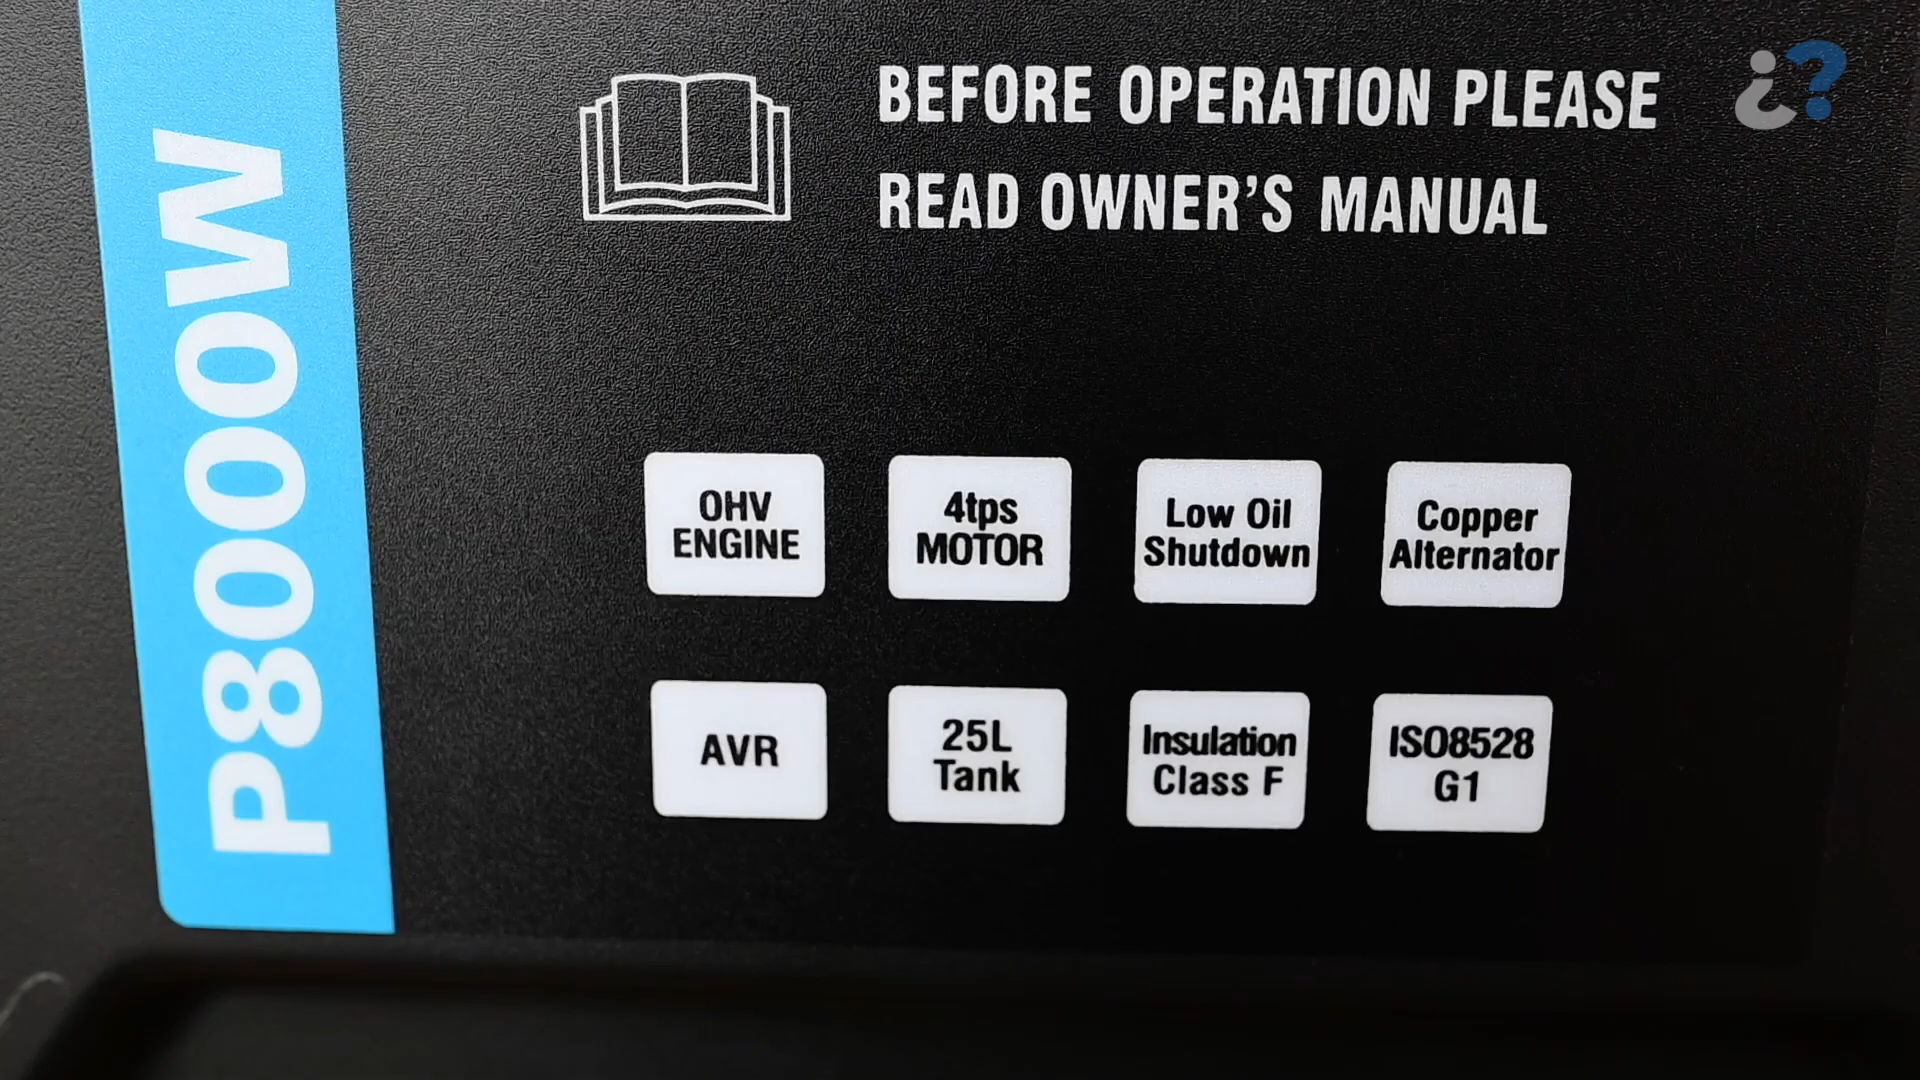 BEFORE OPERATION PLEASE
READ OWNER'S MANUAL
P8000W
OHV
ENGINE
4tps
MOTOR
Low Oil
Shutdown
Copper
Alternator
AVR
25L
Tank
Insulation
Class F
ISO8528
G1
¿?